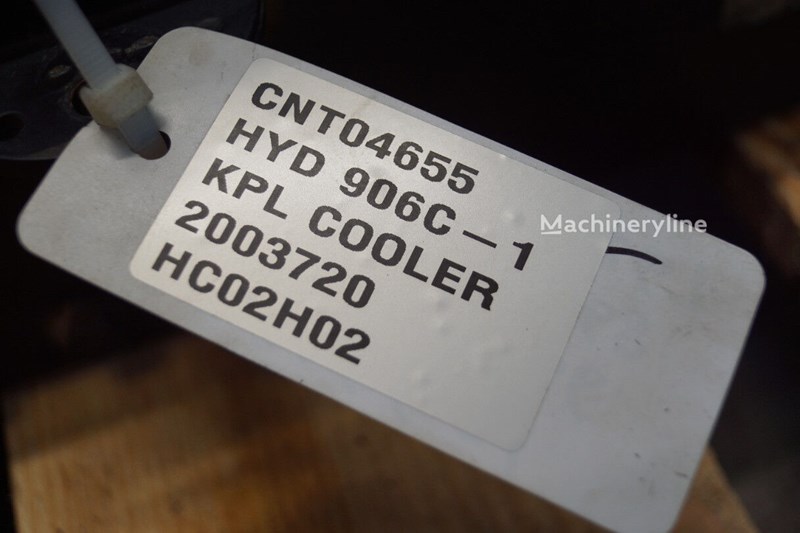 CNT04655
HYD 906C-1
KPL COOLER
2003720
HC02H02
Machineryline